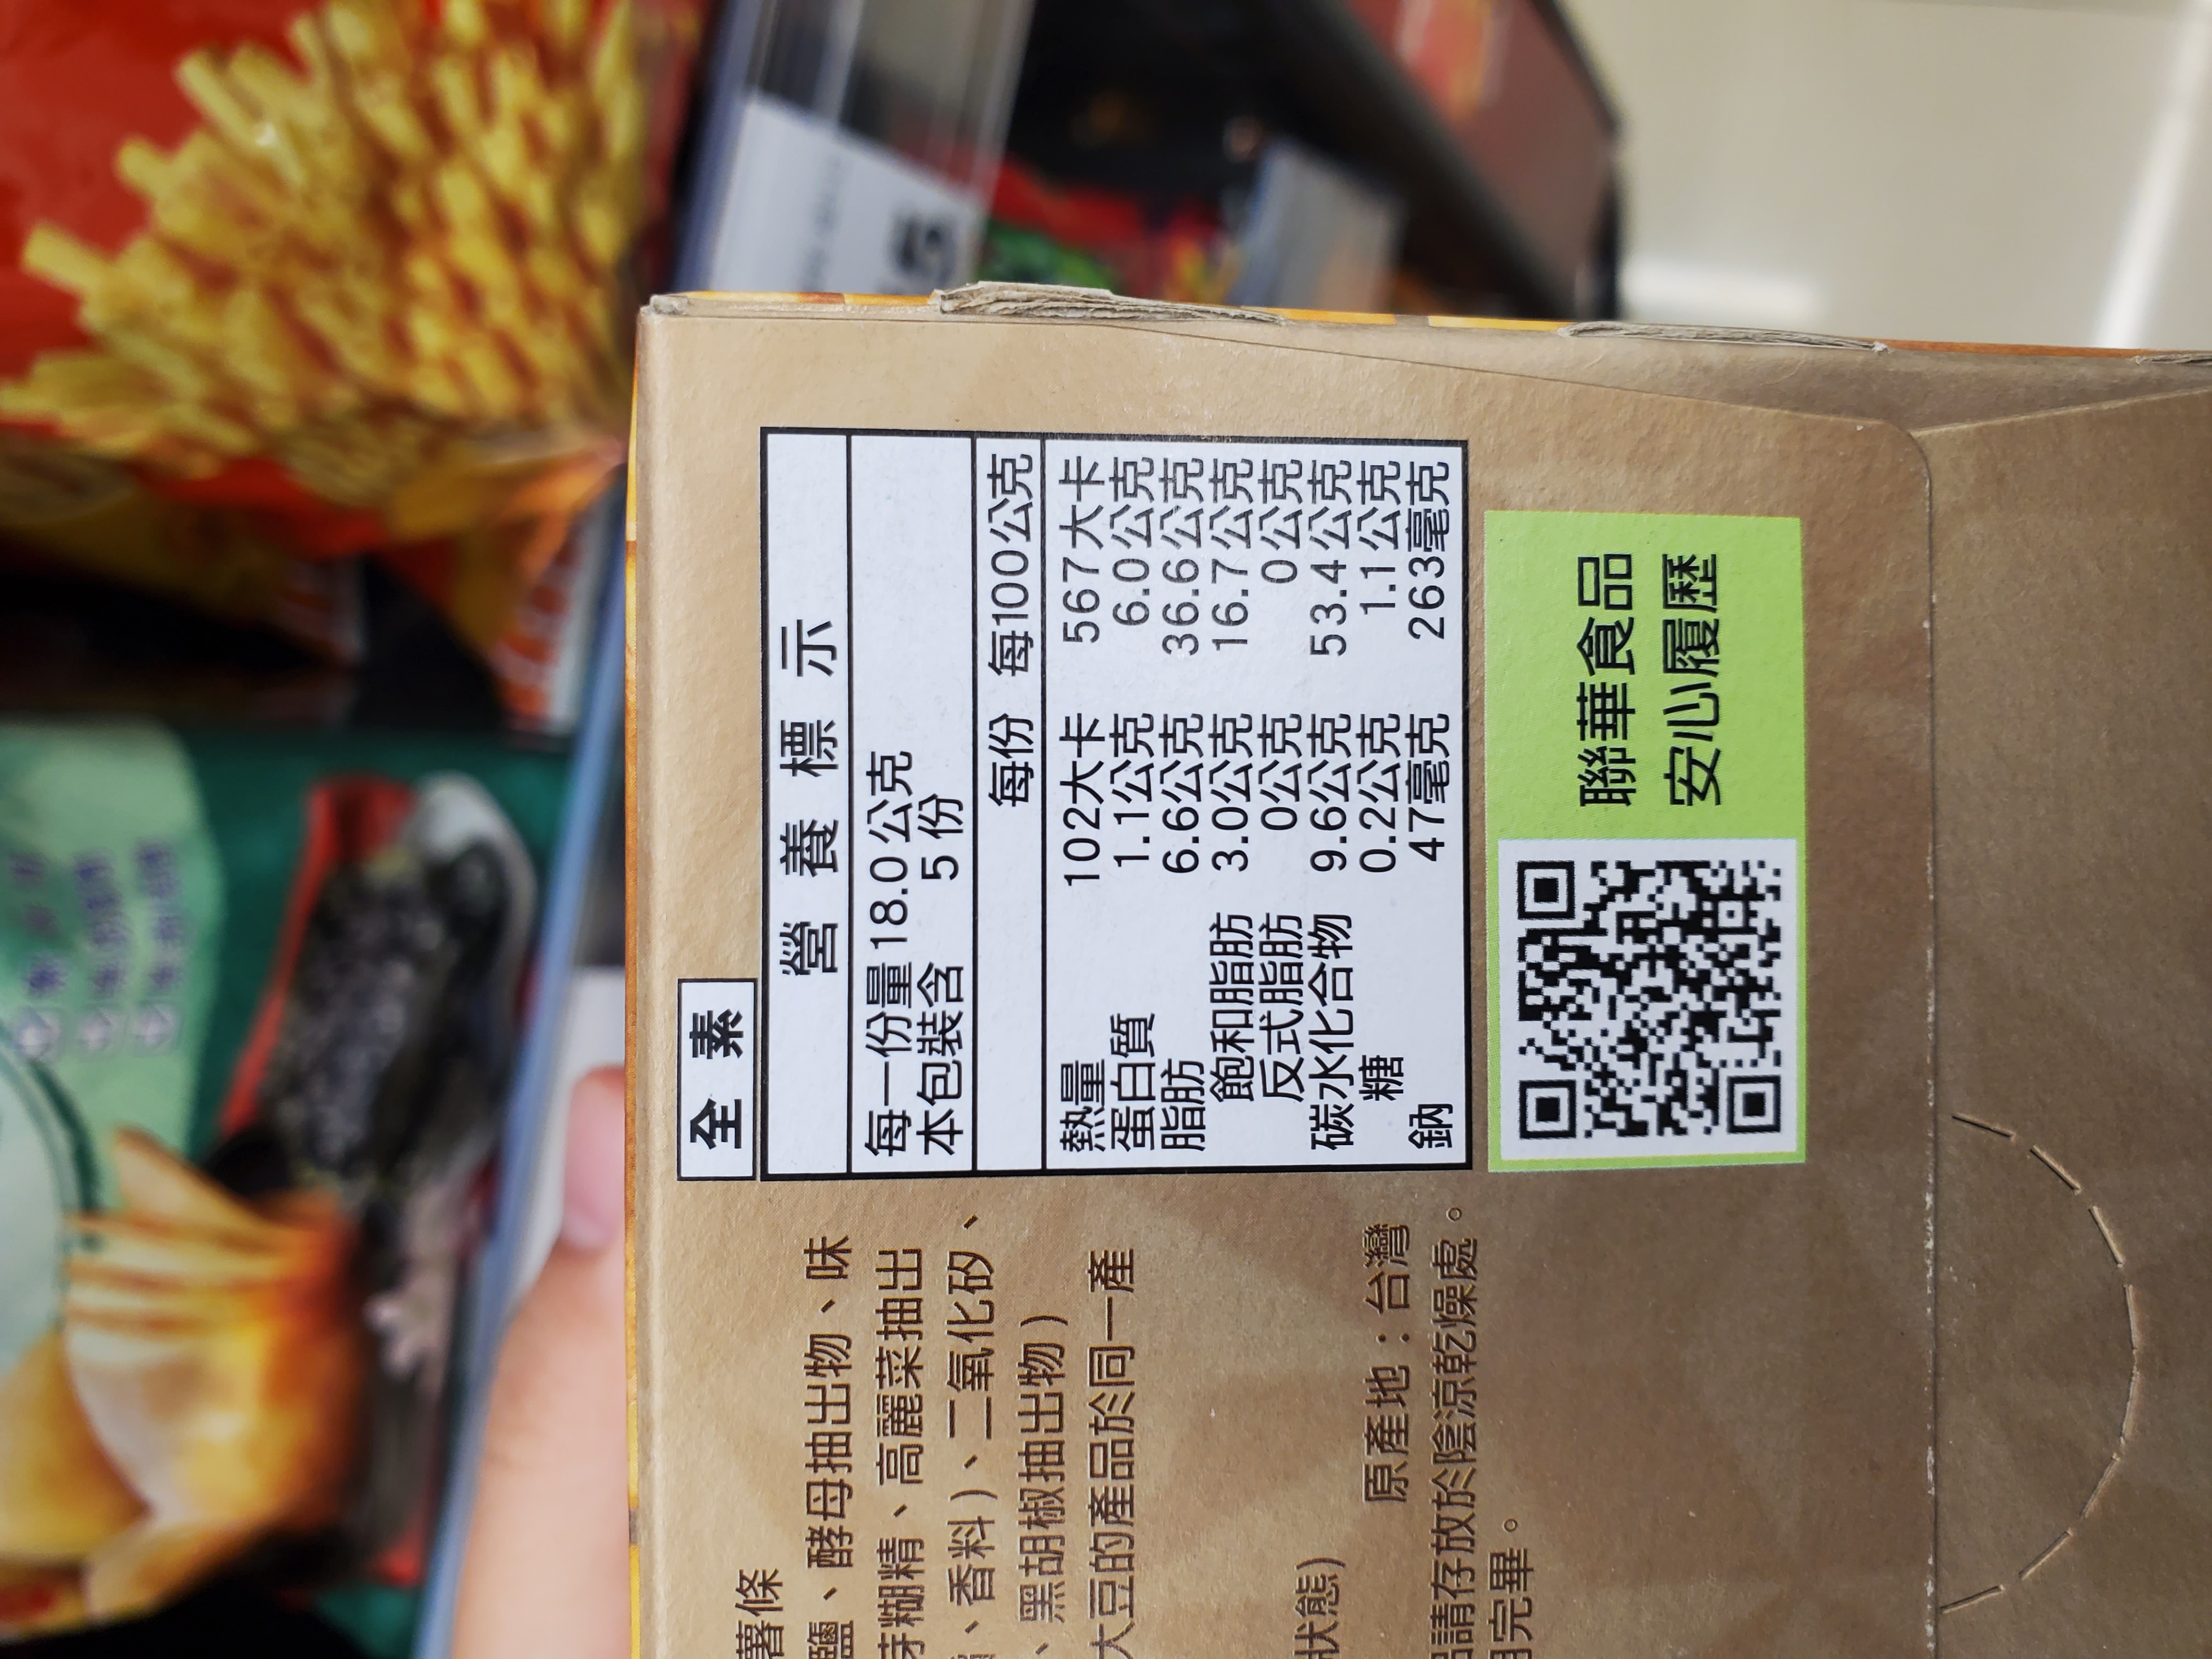 全素
薯條
鹽、酵母抽出物、味
芽糊精、高麗菜抽出
、香料)、二氧化矽、
、黑胡椒抽出物)
大豆的產品於同一產
狀態)
原產地:台灣
品請存放於陰涼乾燥處。
用完畢。
營養標示
每一份量18.0公克
本包裝含 5份
每份 每100公克
熱量 102大卡 567大卡
蛋白質 1.1公克 6.0公克
脂肪 6.6公克 36.6公克
飽和脂肪 3.0公克 16.7公克
反式脂肪 0公克 0公克
碳水化合物 9.6公克 53.4公克
糖 0.2公克 1.1公克
鈉 47毫克 263毫克
聯華食品
安心履歷
5